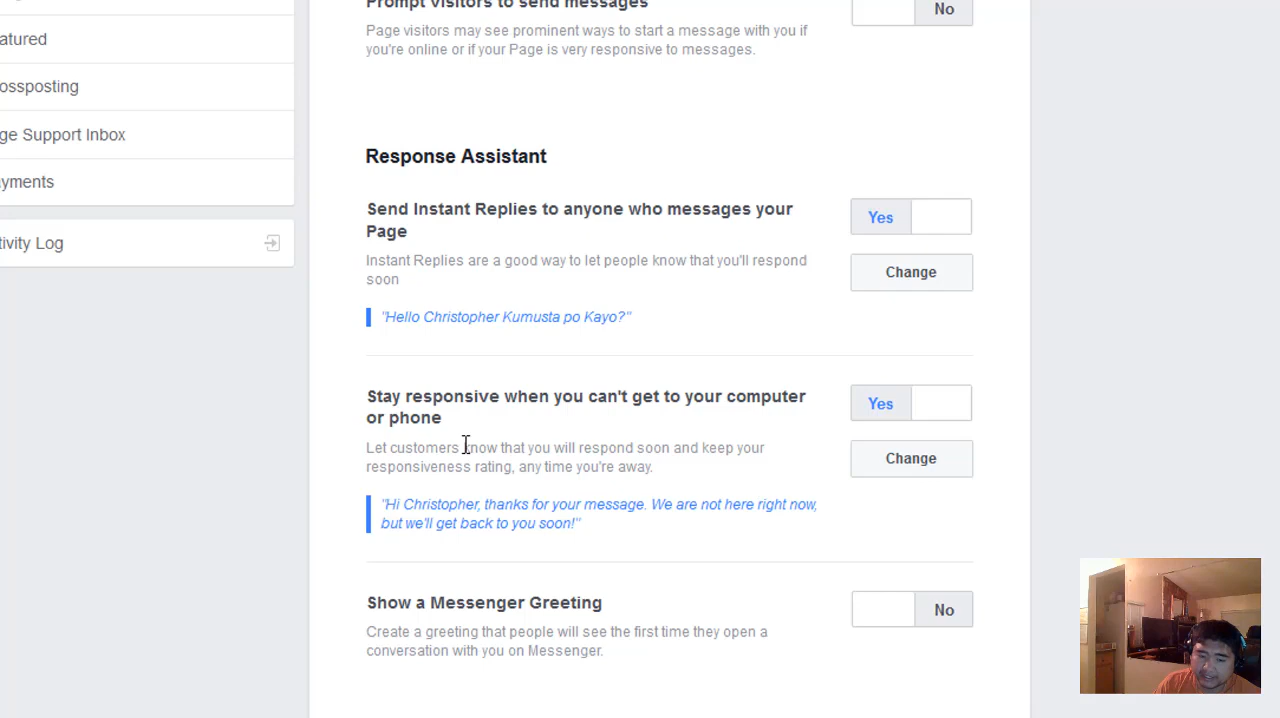 Prompt visitors to send messages
No
Page visitors may see prominent ways to start a message with you if
you're online or if your Page is very responsive to messages.
atured
ossposting
ge Support Inbox
yments
tivity Log
Response Assistant
Send Instant Replies to anyone who messages your
Page
Yes
Instant Replies are a good way to let people know that you'll respond
soon
Change
"Hello Christopher Kumusta po Kayo?"
Stay responsive when you can't get to your computer
or phone
Yes
Let customers know that you will respond soon and keep your
responsiveness rating, any time you're away.
Change
"Hi Christopher, thanks for your message. We are not here right now,
but we'll get back to you soon!"
Show a Messenger Greeting
No
Create a greeting that people will see the first time they open a
conversation with you on Messenger.